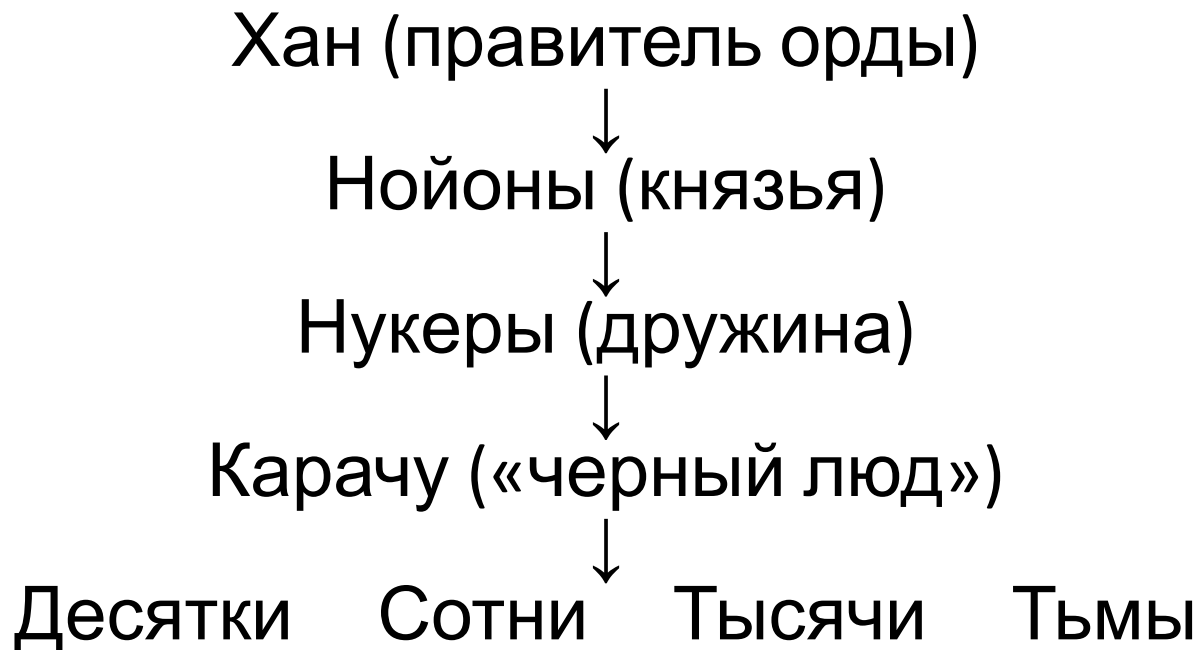 Хан (правитель орды)
↓
Нойоны (князья)
↓
Нукеры (дружина)
↓
Карачу («черный люд»)
↓
Десятки Сотни Тысячи Тьмы